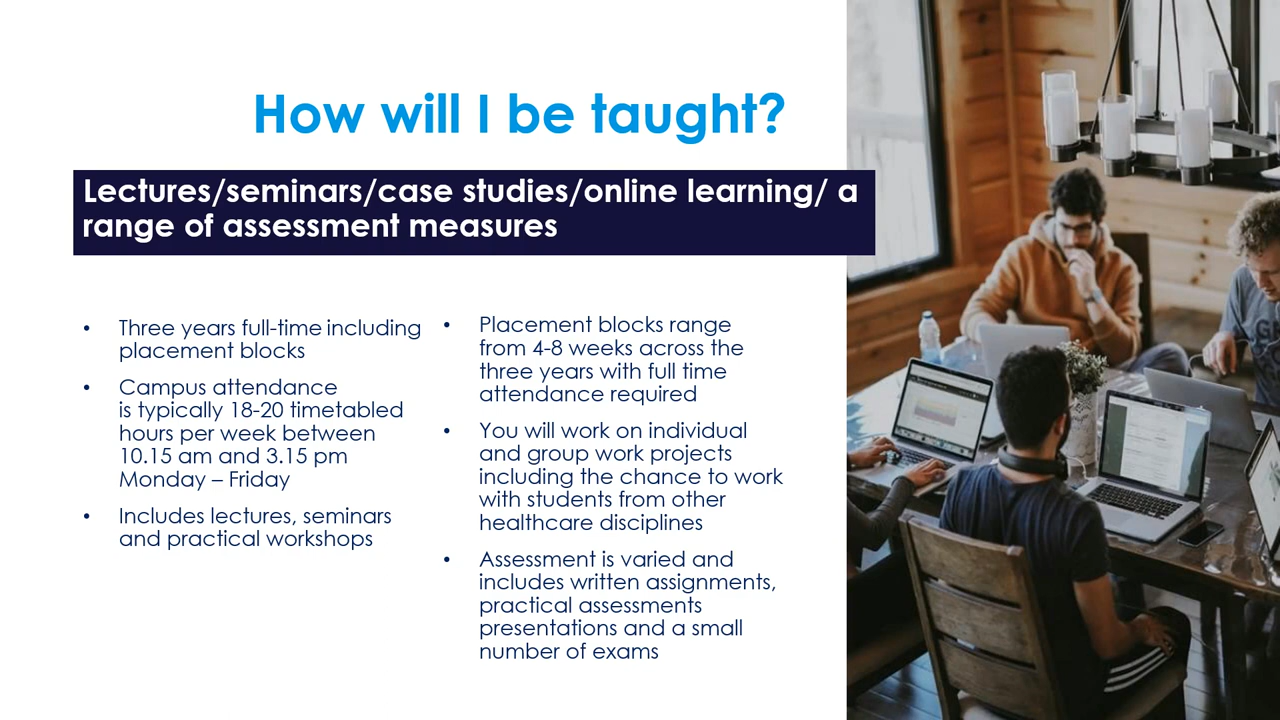 How will I be taught?
Lectures/seminars/case studies/online learning/ a
range of assessment measures
• Three years full-time including
placement blocks
• Campus attendance
is typically 18-20 timetabled
hours per week between
10.15 am and 3.15 pm
Monday – Friday
• Includes lectures, seminars
and practical workshops
• Placement blocks range
from 4-8 weeks across the
three years with full time
attendance required
• You will work on individual
and group work projects
including the chance to work
with students from other
healthcare disciplines
• Assessment is varied and
includes written assignments,
practical assessments
presentations and a small
number of exams